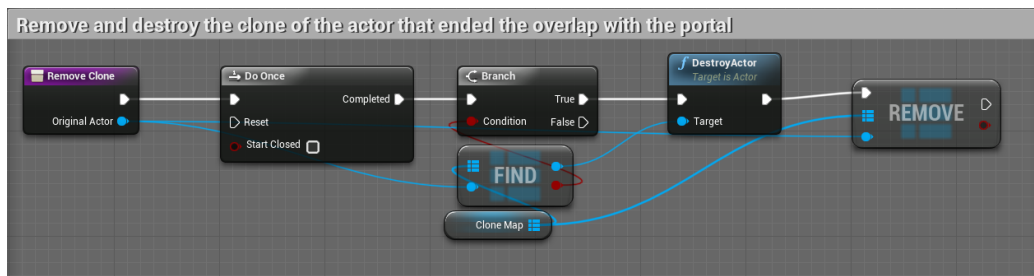 Remove and destroy the clone of the actor that ended the overlap with the portal
Remove Clone
Original Actor
Do Once
Completed
Reset
Start Closed
Branch
True
Condition
False
f DestroyActor
Target is Actor
Target
REMOVE
FIND
Clone Map